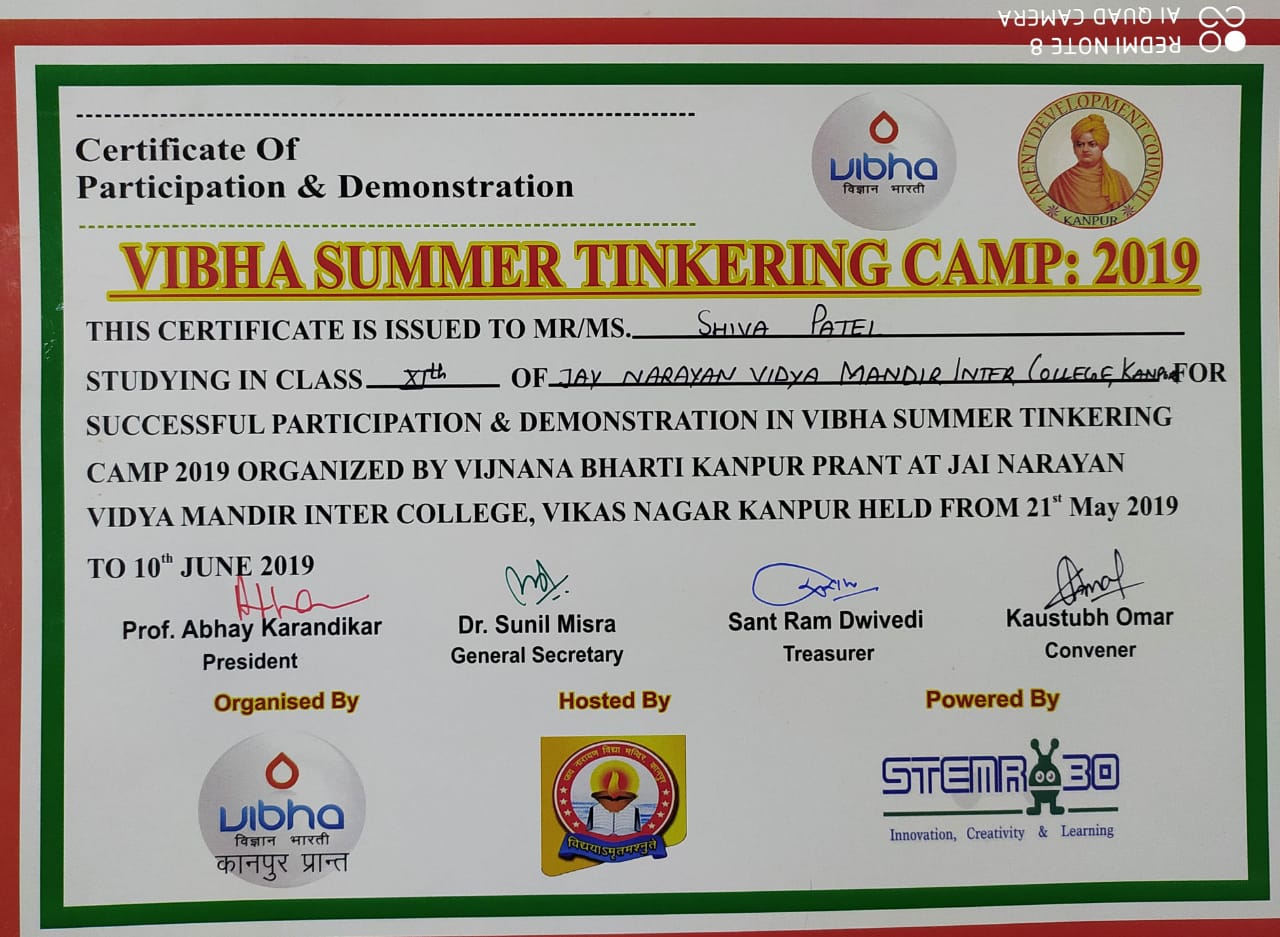 REDMI NOTE 8
AI QUAD CAMERA
Certificate Of
Participation & Demonstration
vibha
विज्ञान भारती
TALENT DEVELOPMENT COUNCIL
KANPUR
VIBHA SUMMER TINKERING CAMP: 2019
THIS CERTIFICATE IS ISSUED TO MR/MS. SHIVA PATEL
STUDYING IN CLASS XIth OF JAY NARAYAN VIDYA MANDIR INTER COLLEGE, KANPUR FOR
SUCCESSFUL PARTICIPATION & DEMONSTRATION IN VIBHA SUMMER TINKERING
CAMP 2019 ORGANIZED BY VIJNANA BHARTI KANPUR PRANT AT JAI NARAYAN
VIDYA MANDIR INTER COLLEGE, VIKAS NAGAR KANPUR HELD FROM 21st May 2019
TO 10th JUNE 2019
Prof. Abhay Karandikar
President
Dr. Sunil Misra
General Secretary
Sant Ram Dwivedi
Treasurer
Kaustubh Omar
Convener
Organised By
Hosted By
Powered By
vibha
विज्ञान भारती
कानपुर प्रान्त
जय नारायण विद्या मन्दिर कानपुर
विद्ययाऽमृतमश्नुते
STEMROBO
Innovation, Creativity & Learning